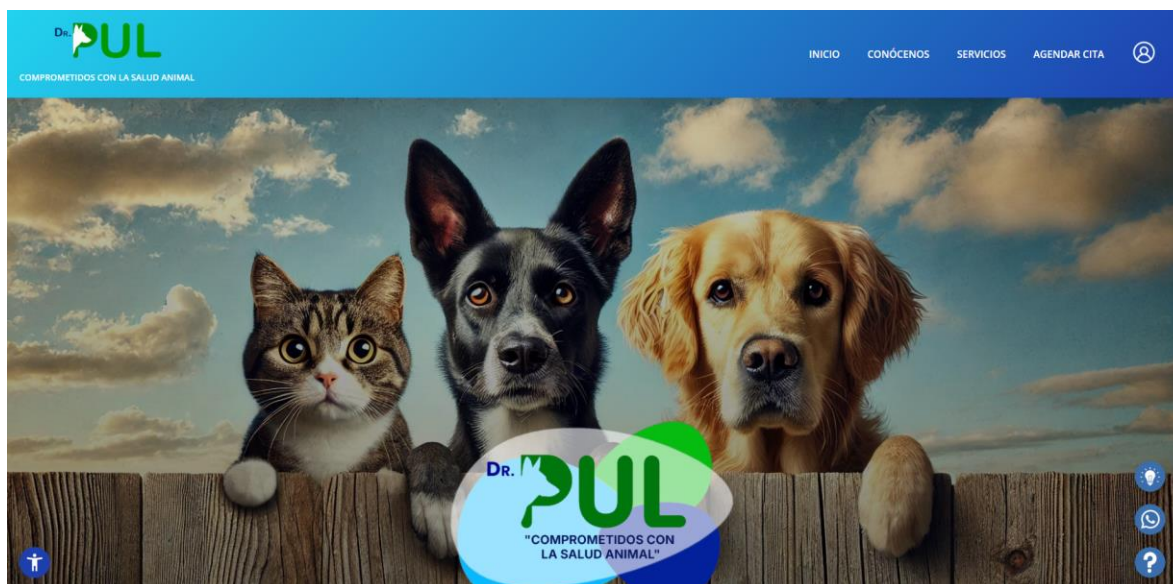 DR. PUL
COMPROMETIDOS CON LA SALUD ANIMAL
INICIO CONÓCENOS SERVICIOS AGENDAR CITA
DR. PUL
"COMPROMETIDOS CON
LA SALUD ANIMAL"
?